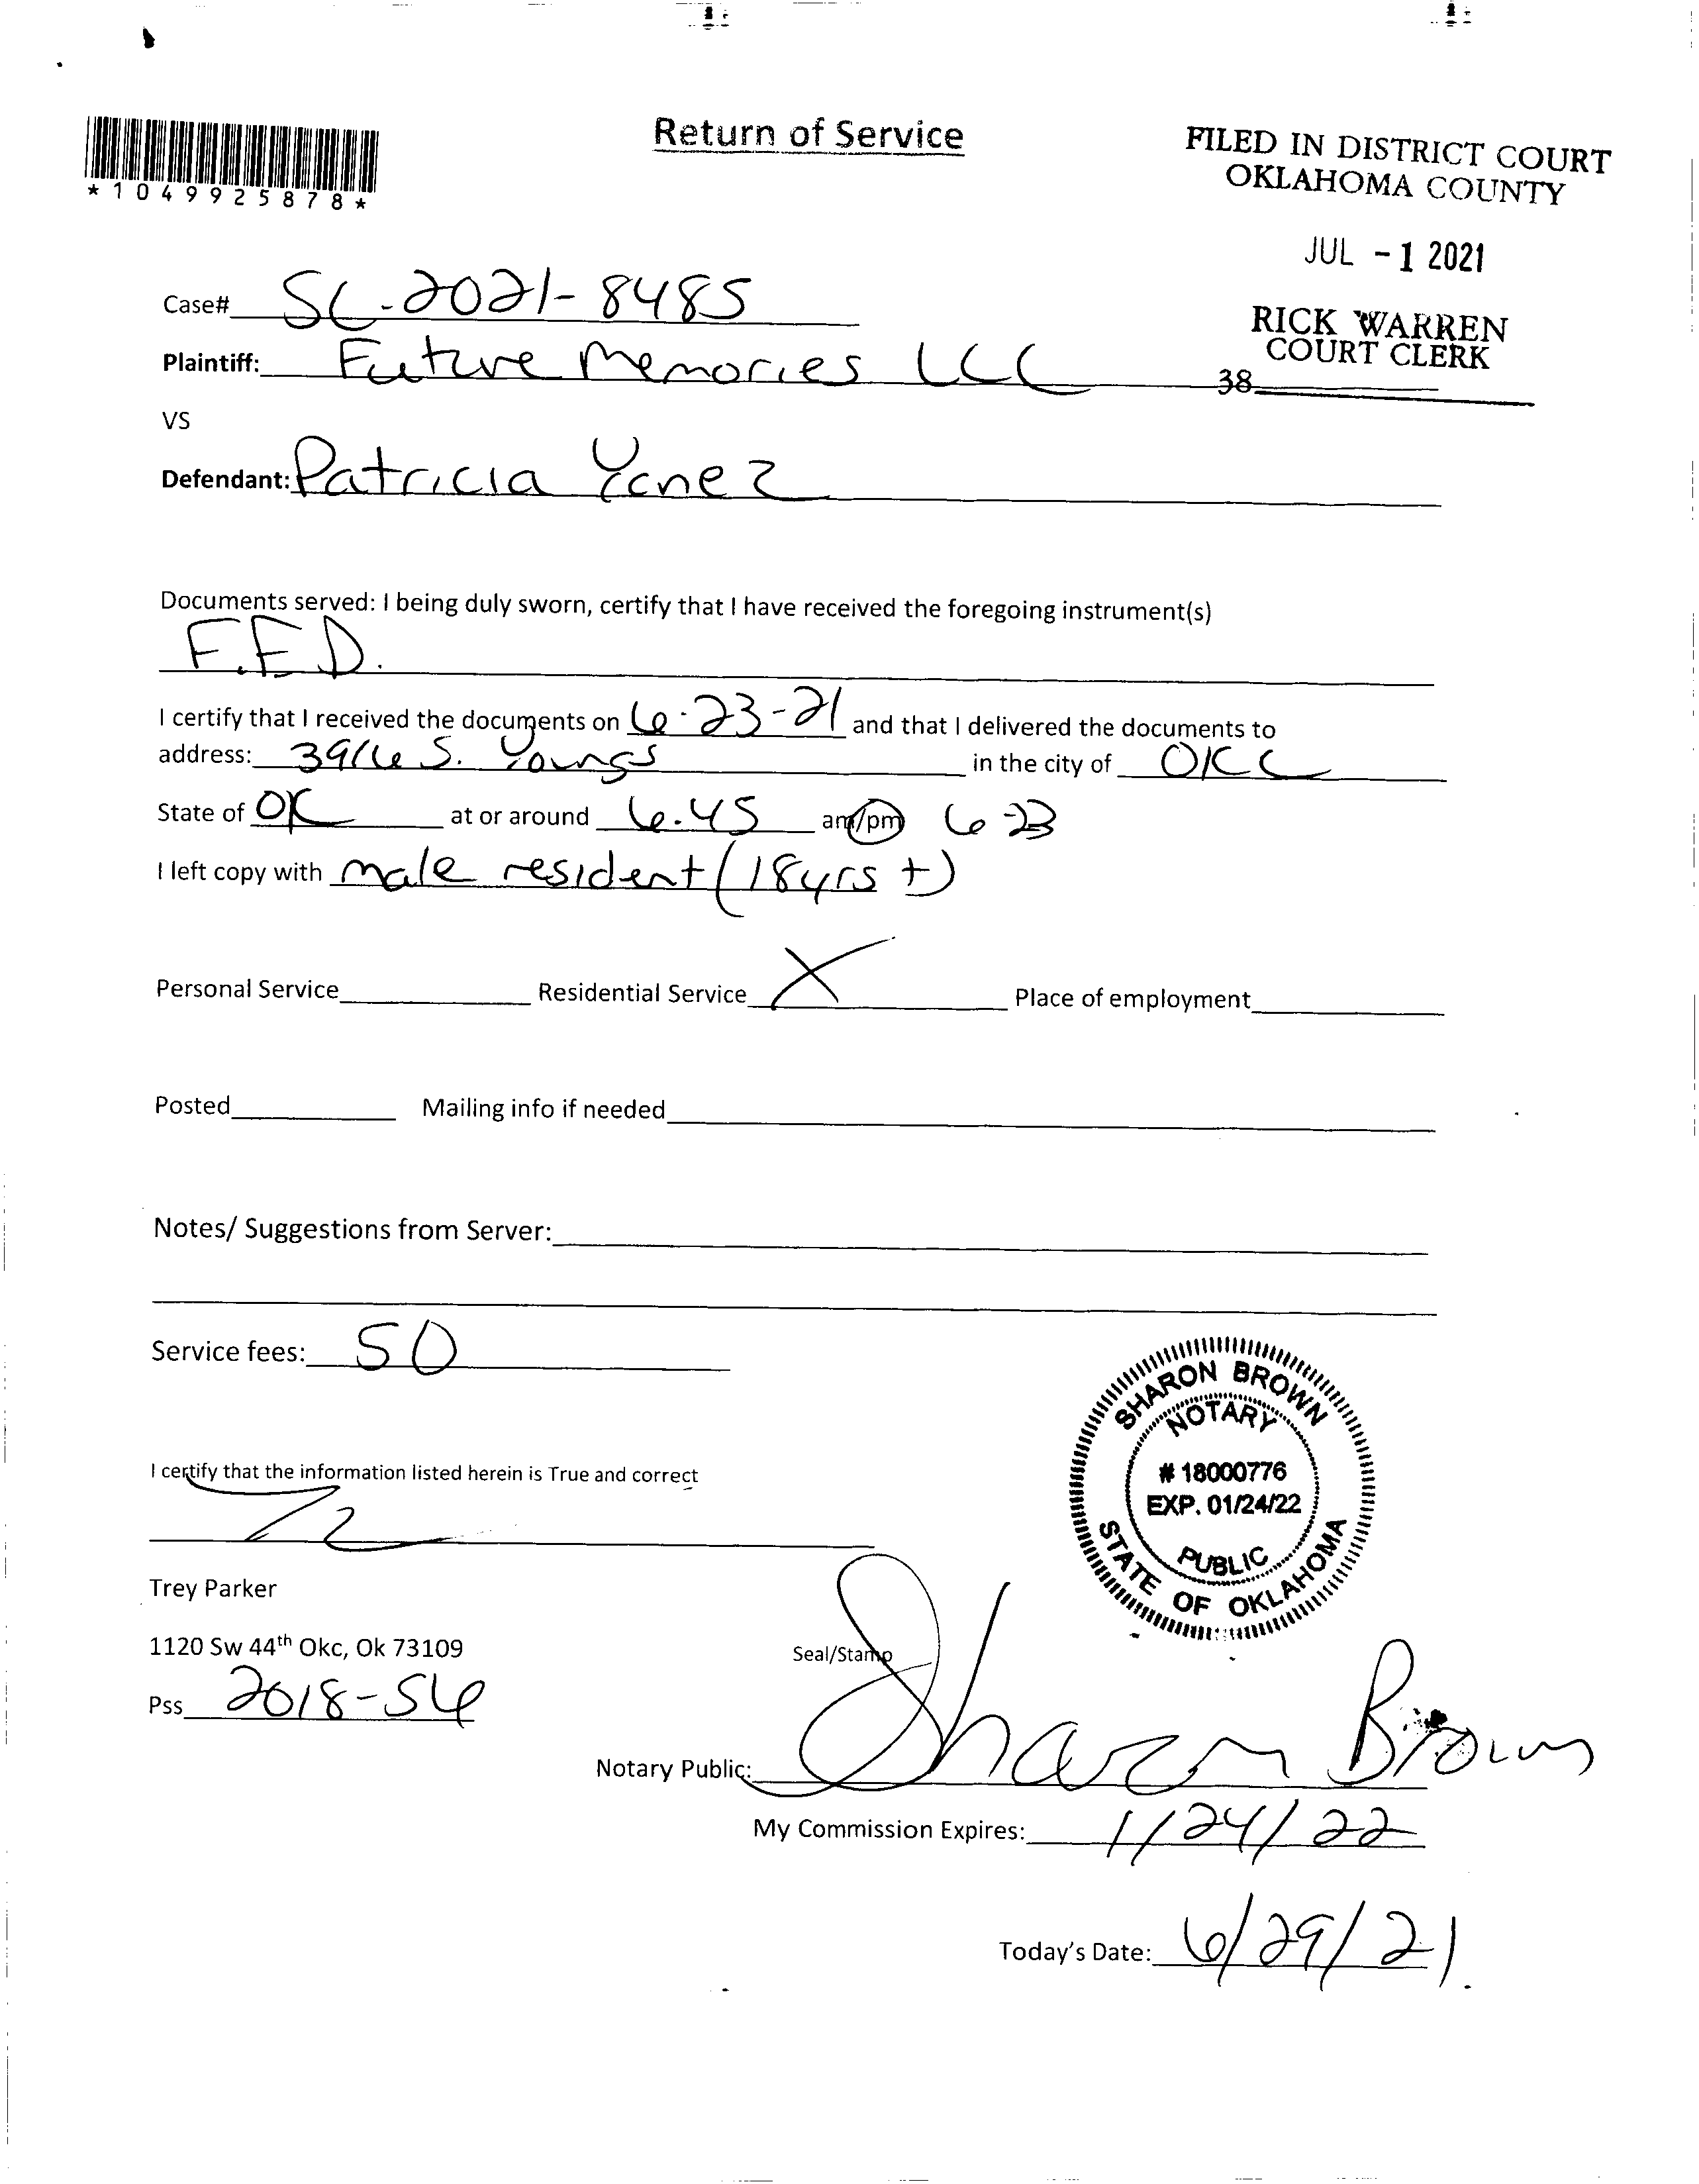 Return of Service
FILED IN DISTRICT COURT
OKLAHOMA COUNTY
*1049925878*
JUL - 1 2021
RICK WARREN
COURT CLERK
38
Case# SC-2021-8485
Plaintiff: Future Memories LLC
VS
Defendant: Patricia Yanez
Documents served: I being duly sworn, certify that I have received the foregoing instrument(s)
F.E.D.
I certify that I received the documents on 6-23-21 and that I delivered the documents to
address: 3916 S. Youngs in the city of OKC
State of OK at or around 6.45 am/pm 6-23
I left copy with male resident (18yrs +)
Personal Service Residential Service X Place of employment
Posted Mailing info if needed
Notes/ Suggestions from Server:
Service fees: 50
SHARON BROWN
NOTARY
# 18000776
EXP. 01/24/22
PUBLIC
STATE OF OKLAHOMA
I certify that the information listed herein is True and correct
Trey Parker
1120 Sw 44th Okc, Ok 73109
Seal/Stamp
Pss 2018-56
Notary Public: Sharon Brown
My Commission Expires: 1/24/22
Today's Date: 6/29/21.